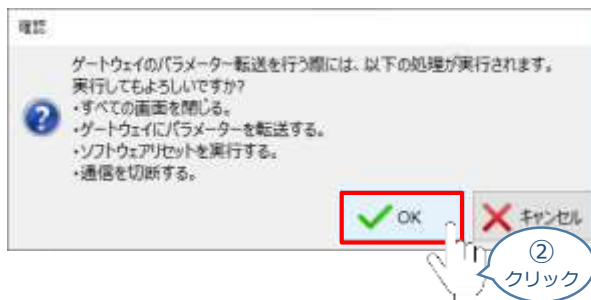 確認
ゲートウェイのパラメーター転送を行う際には、以下の処理が実行されます。
実行してもよろしいですか?
・すべての画面を閉じる。
・ゲートウェイにパラメーターを転送する。
・ソフトウェアリセットを実行する。
・通信を切断する。
OK
キャンセル
②
クリック